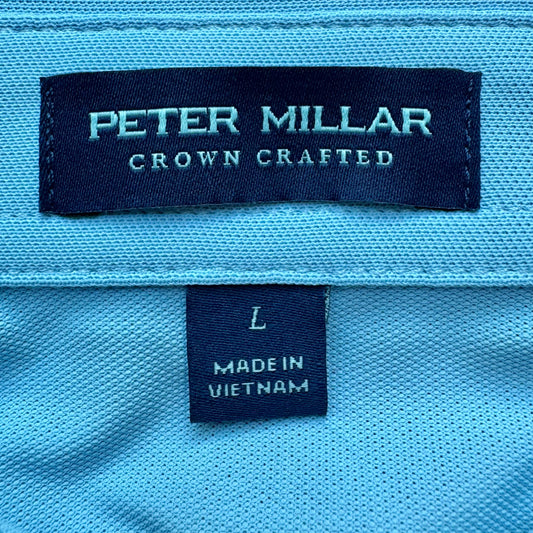 PETER MILLAR
CROWN CRAFTED
L
MADE IN
VIETNAM